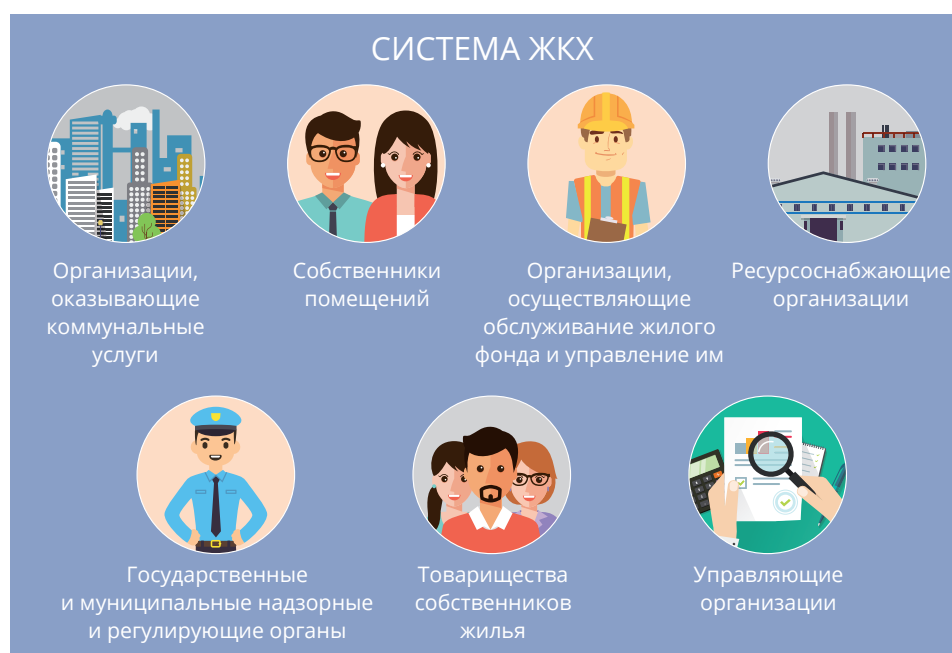 СИСТЕМА ЖКХ
Организации,
оказывающие
коммунальные
услуги
Собственники
помещений
Организации,
осуществляющие
обслуживание жилого
фонда и управление им
Ресурсоснабжающие
организации
Государственные
и муниципальные надзорные
и регулирующие органы
Товарищества
собственников
жилья
Управляющие
организации